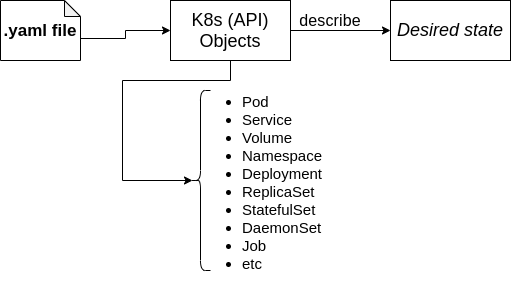 .yaml file
K8s (API)
Objects
describe
Desired state
Pod
Service
Volume
Namespace
Deployment
ReplicaSet
StatefulSet
DaemonSet
Job
etc